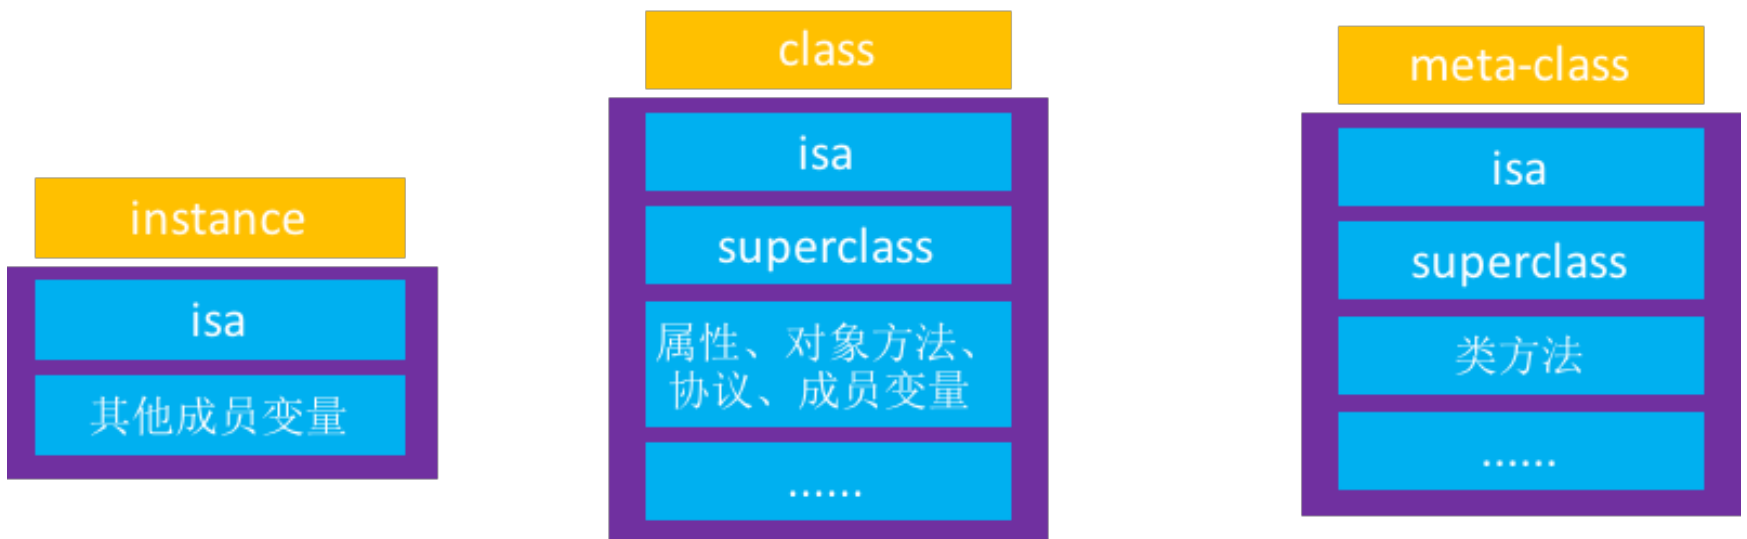 instance
isa
其他成员变量
class
isa
superclass
属性、对象方法、
协议、成员变量
......
meta-class
isa
superclass
类方法
......